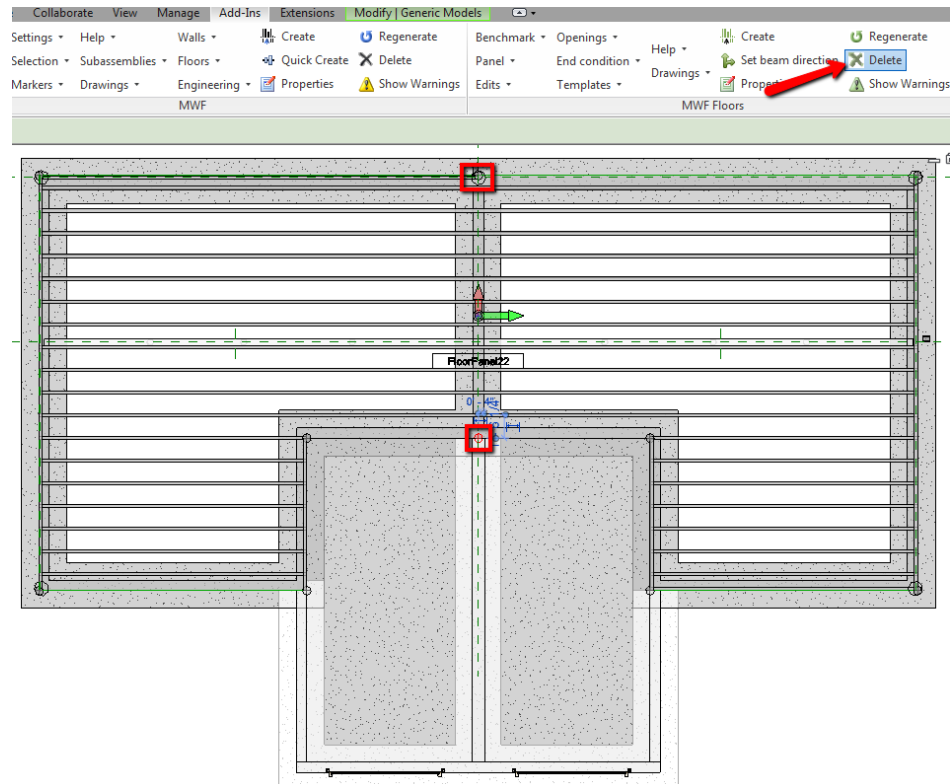 Collaborate View Manage Add-Ins Extensions Modify | Generic Models
Settings Help Walls Create Regenerate Benchmark Openings Help Create Regenerate
Selection Subassemblies Floors Quick Create Delete Panel End condition Drawings Set beam direction Delete
Markers Drawings Engineering Properties Show Warnings Edits Templates Show Warnings
MWF MWF Floors
FloorPanel22